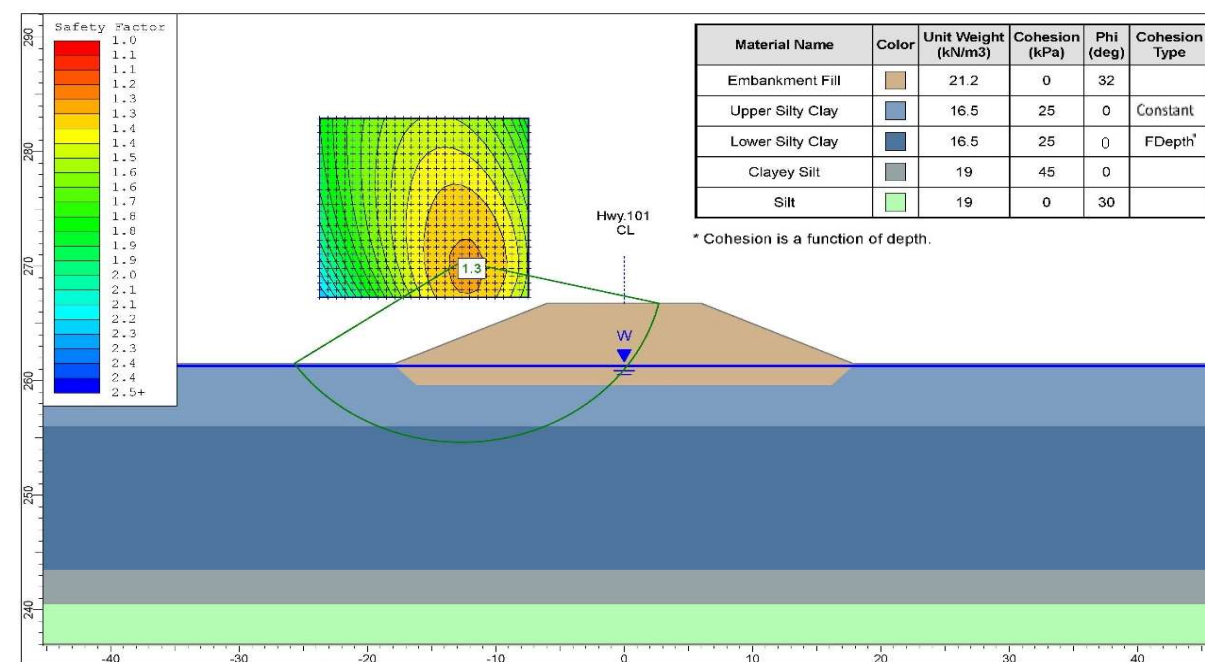 Safety Factor
1.0
1.1
1.1
1.2
1.3
1.4
1.5
1.6
1.6
1.7
1.8
1.8
1.9
1.9
2.0
2.1
2.1
2.2
2.3
2.3
2.4
2.4
2.5+
Material Name Color Unit Weight (kN/m3) Cohesion (kPa) Phi (deg) Cohesion Type
Embankment Fill 21.2 0 32
Upper Silty Clay 16.5 25 0 Constant
Lower Silty Clay 16.5 25 0 FDepth*
Clayey Silt 19 45 0
Silt 19 0 30
* Cohesion is a function of depth.
Hwy.101
CL
1.3
W
290
280
270
260
250
240
-40 -30 -20 -10 0 10 20 30 40